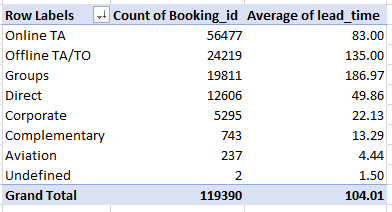 Row Labels Count of Booking_id Average of lead_time
Online TA 56477 83.00
Offline TA/TO 24219 135.00
Groups 19811 186.97
Direct 12606 49.86
Corporate 5295 22.13
Complementary 743 13.29
Aviation 237 4.44
Undefined 2 1.50
Grand Total 119390 104.01